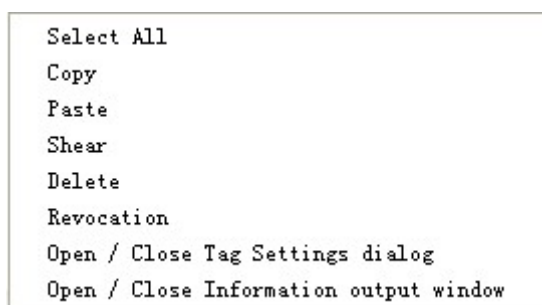 Select All
Copy
Paste
Shear
Delete
Revocation
Open / Close Tag Settings dialog
Open / Close Information output window